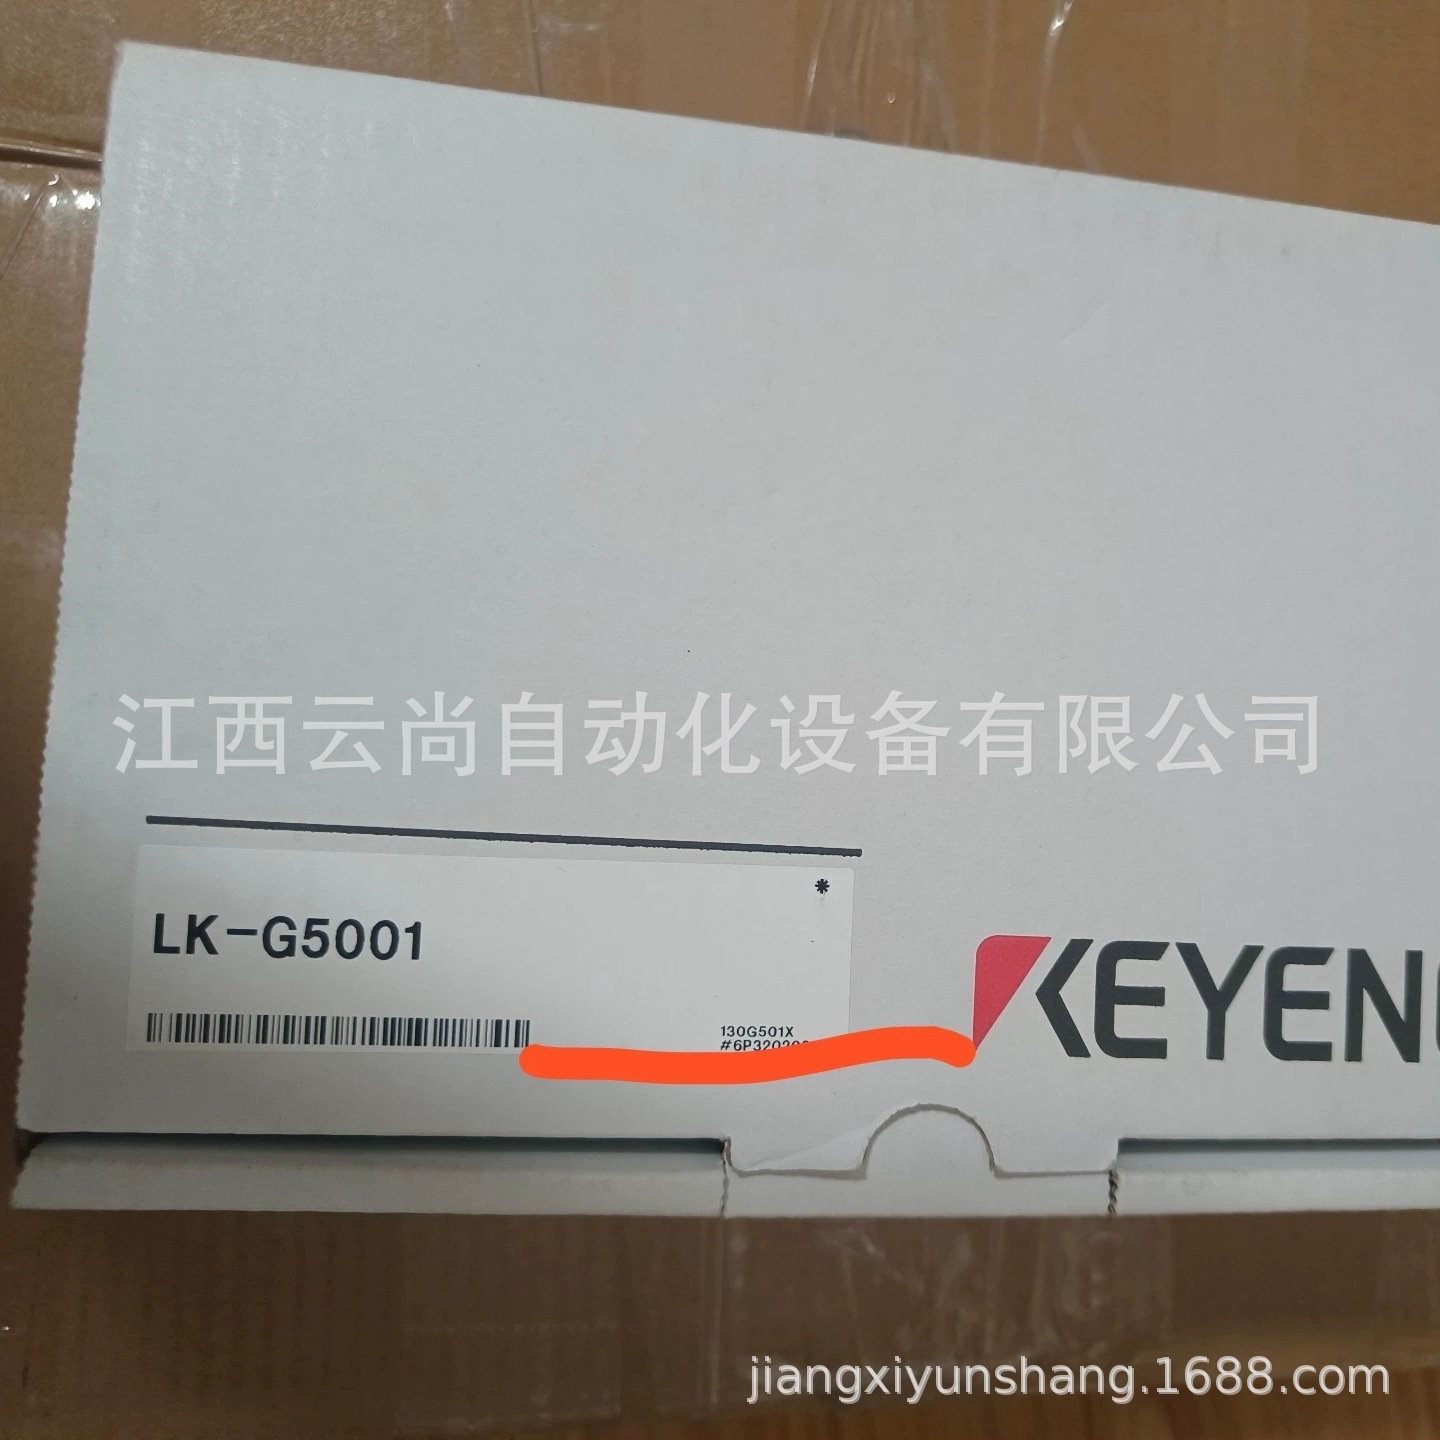 江西云尚自动化设备有限公司
*
LK-G5001
130G501X
KEYEN
jiangxiyunshang.1688.com